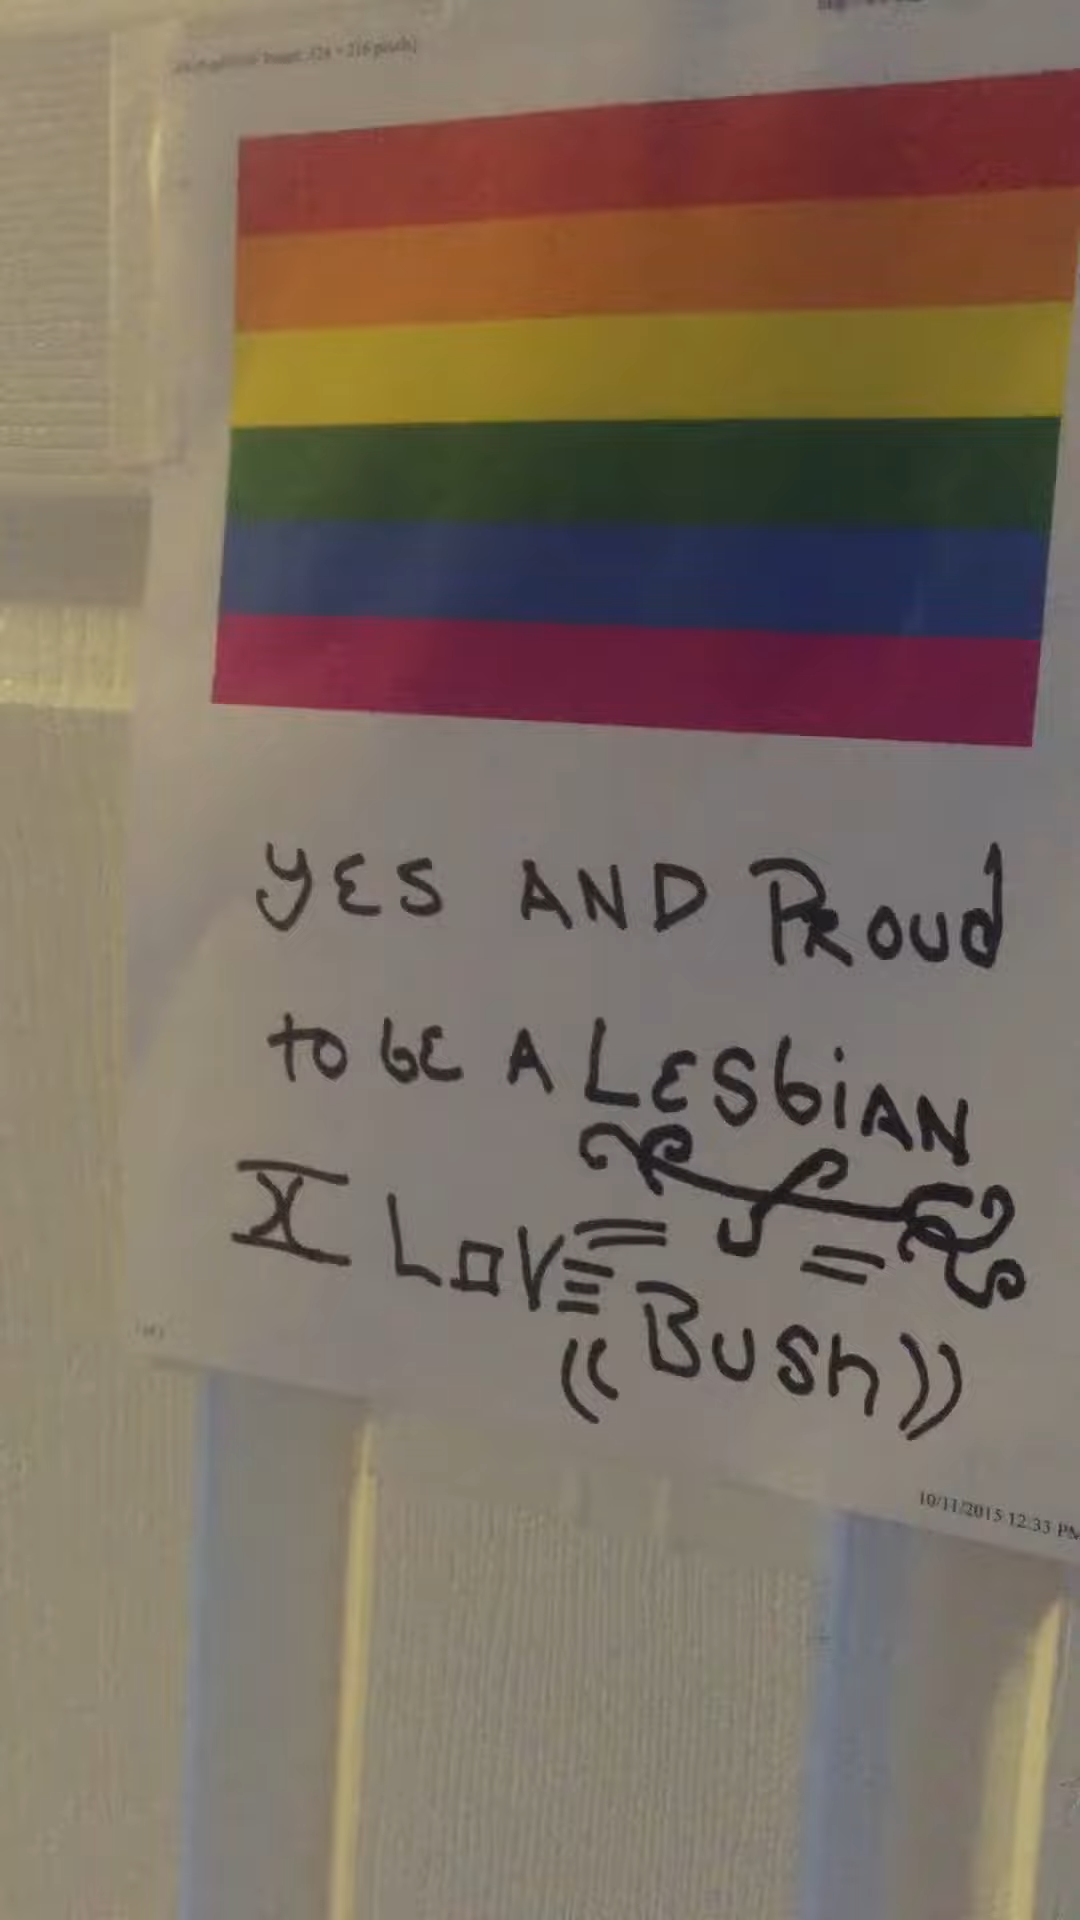 YES AND PROUd
to bE A LESbiAN
I LOVE
((BUSh))
10/11/2015 12:33 PM